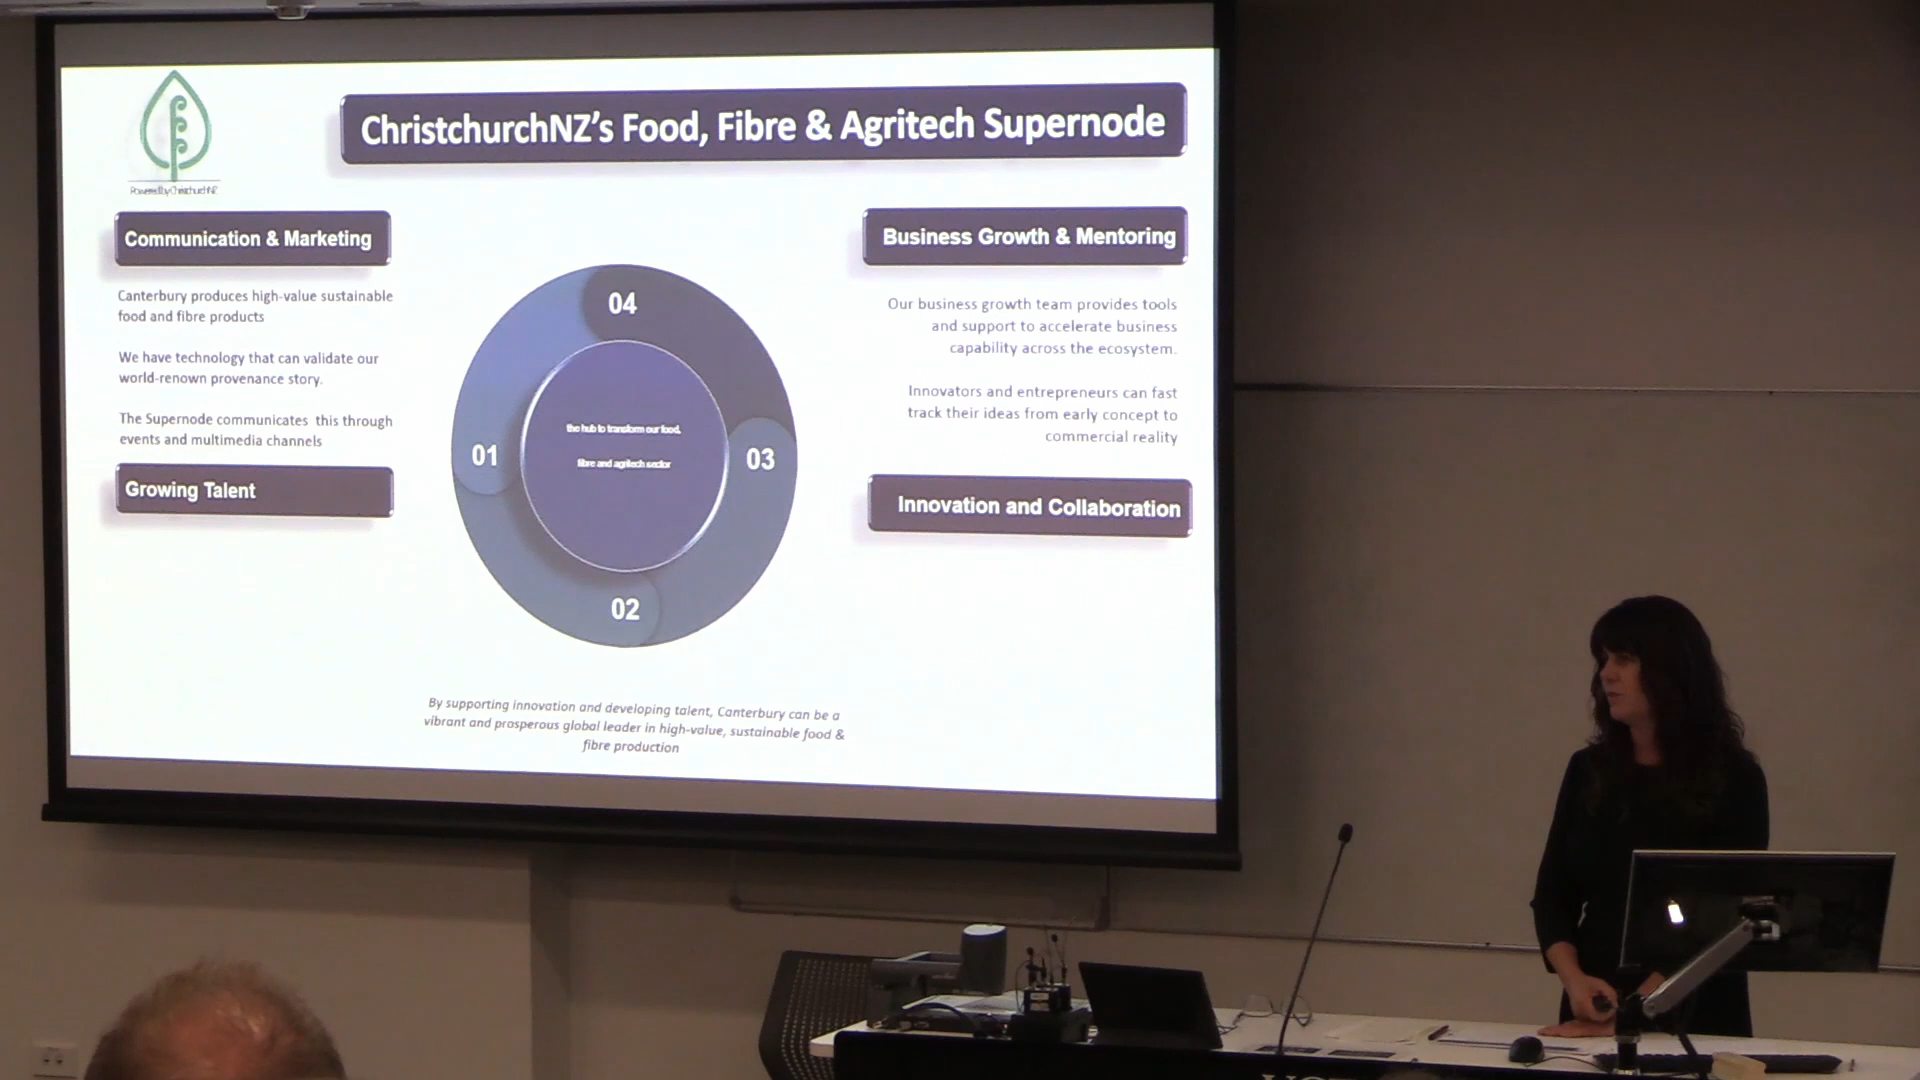 ChristchurchNZ's Food, Fibre & Agritech Supernode
Powered by ChristchurchNZ
Communication & Marketing
Canterbury produces high-value sustainable
food and fibre products
We have technology that can validate our
world-renown provenance story.
The Supernode communicates this through
events and multimedia channels
Growing Talent
04
01
03
02
the hub to transform our food,
fibre and agritech sector
Business Growth & Mentoring
Our business growth team provides tools
and support to accelerate business
capability across the ecosystem.
Innovators and entrepreneurs can fast
track their ideas from early concept to
commercial reality
Innovation and Collaboration
By supporting innovation and developing talent, Canterbury can be a
vibrant and prosperous global leader in high-value, sustainable food &
fibre production